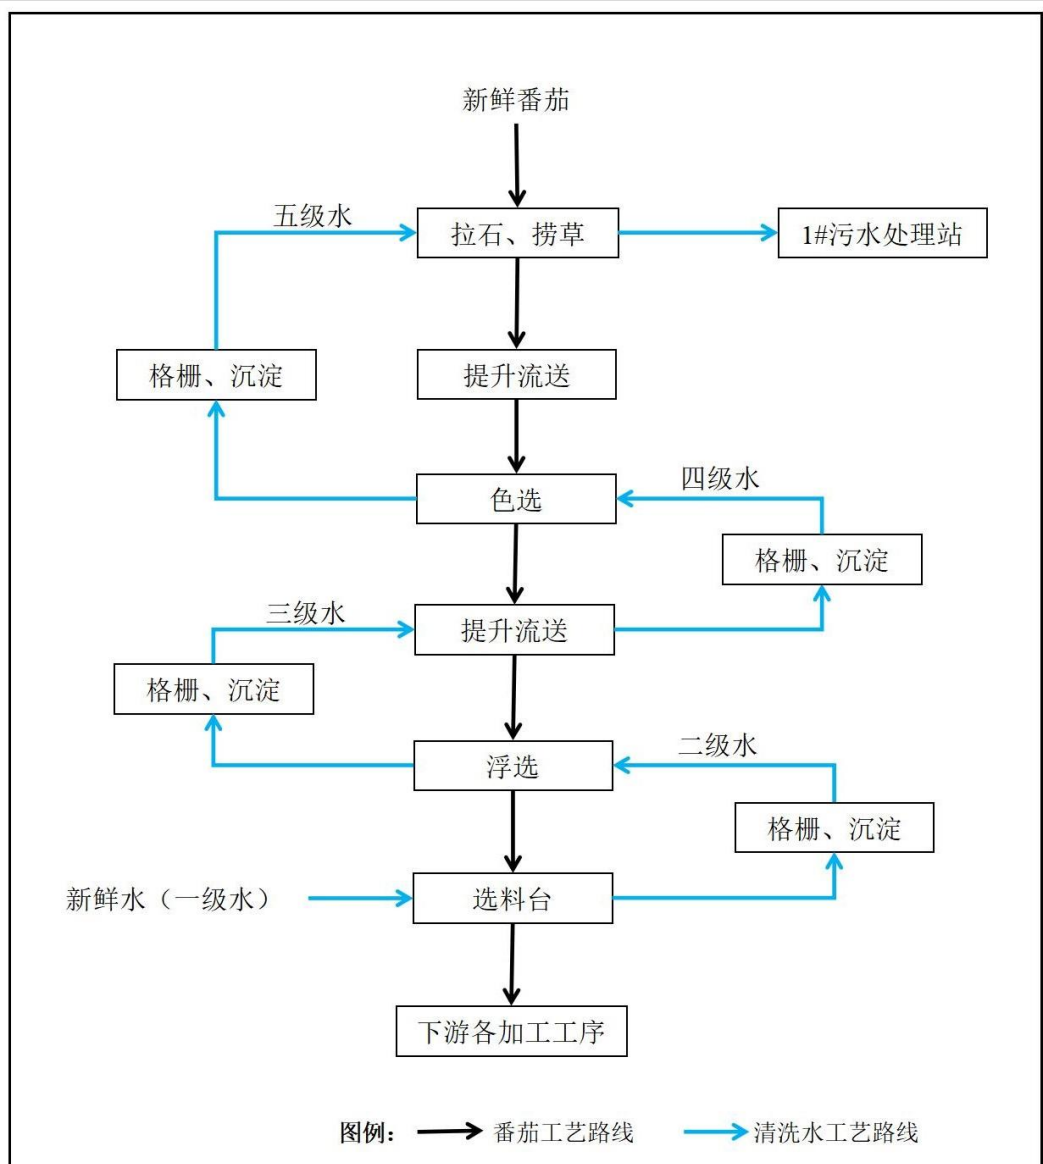 新鲜番茄
五级水
拉石、捞草
1#污水处理站
格栅、沉淀
提升流送
四级水
色选
格栅、沉淀
三级水
提升流送
格栅、沉淀
二级水
浮选
格栅、沉淀
新鲜水（一级水）
选料台
下游各加工工序
图例： 番茄工艺路线 清洗水工艺路线